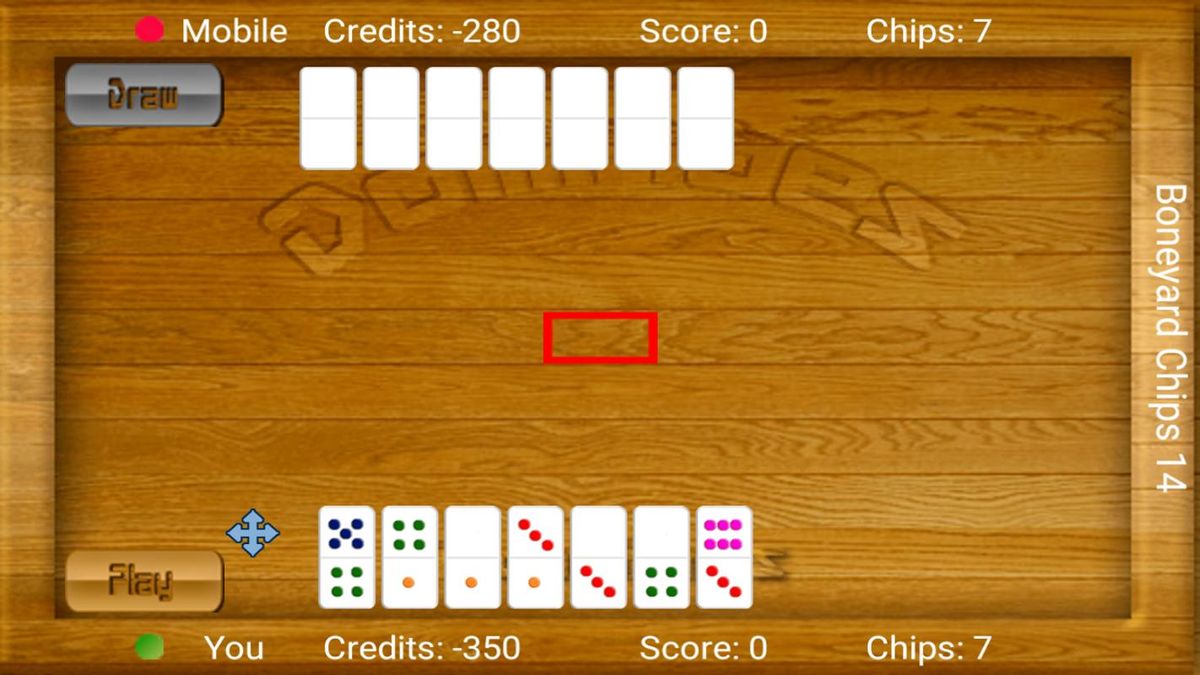 Mobile Credits: -280 Score: 0 Chips: 7
Draw
Dominoes
Boneyard Chips 14
Play
You Credits: -350 Score: 0 Chips: 7